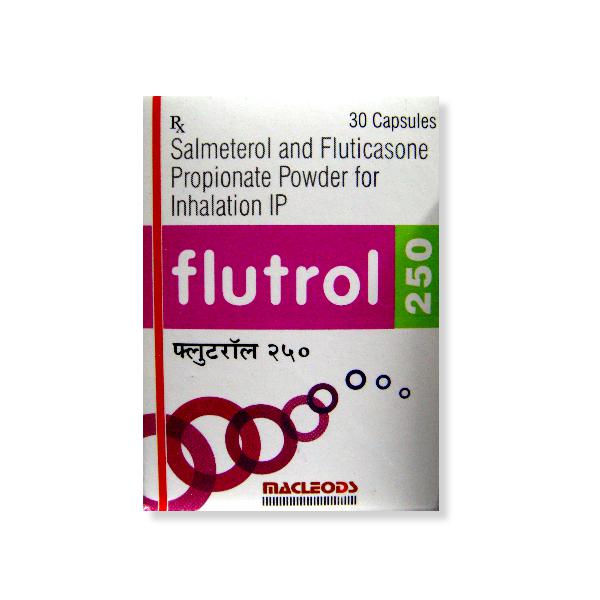 Rx
30 Capsules
Salmeterol and Fluticasone
Propionate Powder for
Inhalation IP
flutrol
250
फ्लुटरॉल २५०
MACLEODS